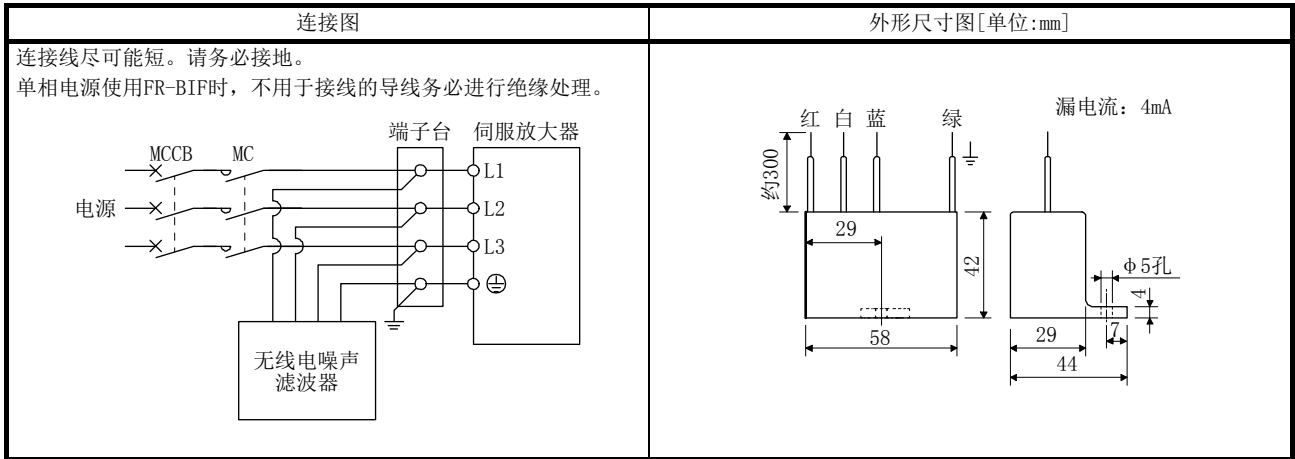 连接图
外形尺寸图[单位:mm]
连接线尽可能短。请务必接地。
单相电源使用FR-BIF时，不用于接线的导线务必进行绝缘处理。
端子台
伺服放大器
MCCB
MC
L1
电源
L2
L3
无线电噪声
滤波器
红 白 蓝 绿
漏电流：4mA
约300
29
42
φ5孔
4
58
29
7
44